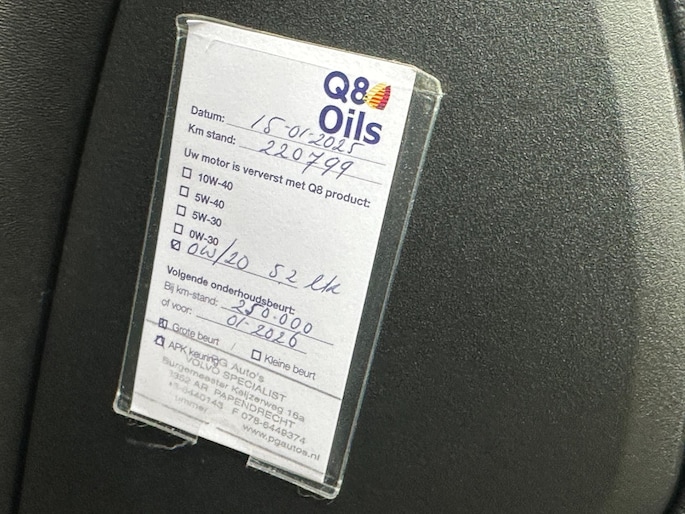 Q8
Oils
Datum: 15-01-2025
Km stand: 220799
Uw motor is ververst met Q8 product:
10W-40
5W-40
5W-30
0W-30
0W/20 5.2 ltr
Volgende onderhoudsbeurt:
Bij km-stand: 250.000
of voor: 01-2026
Grote beurt / Kleine beurt
APK keuring
PG Auto's
VOLVO SPECIALIST
Burgemeester Keijzerweg 16a
AR PAPENDRECHT
F 078-6449374
www.pgautos.nl